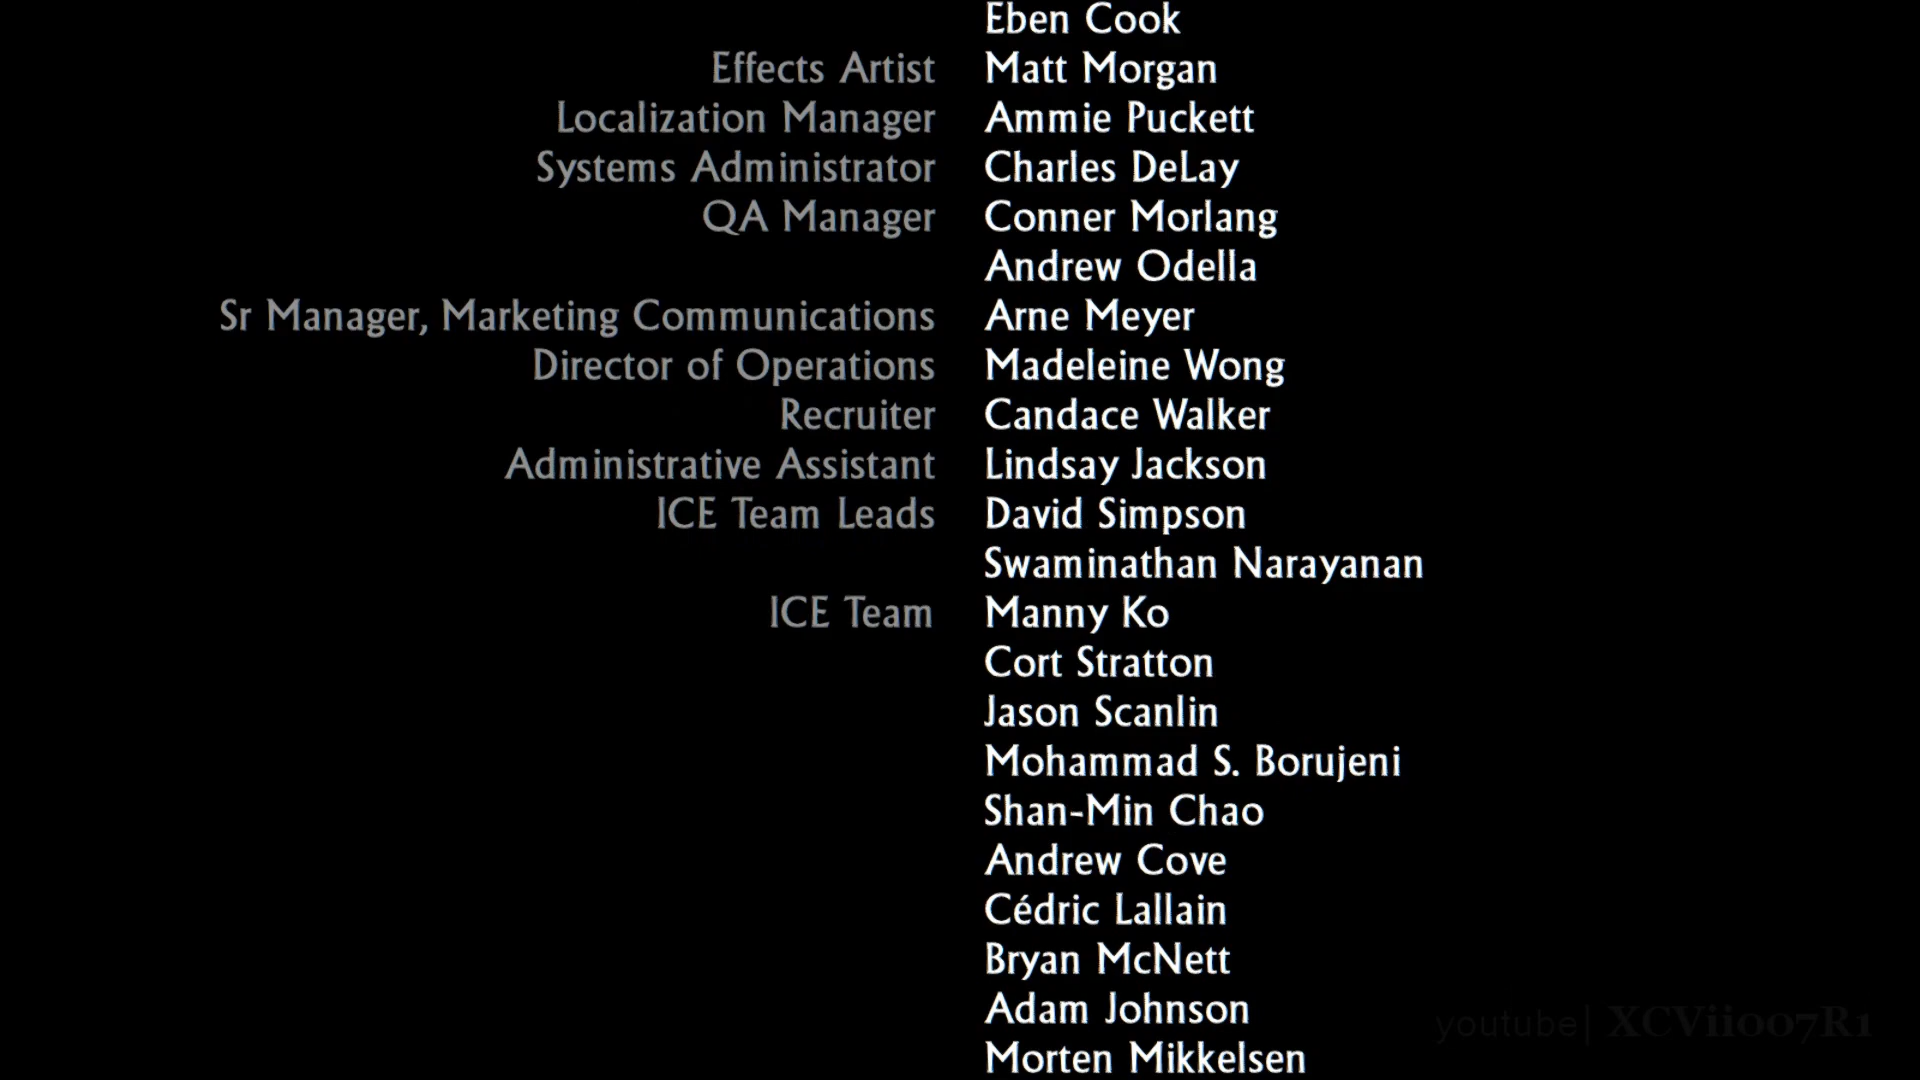 Eben Cook
Effects Artist Matt Morgan
Localization Manager Ammie Puckett
Systems Administrator Charles DeLay
QA Manager Conner Morlang
Andrew Odella
Sr Manager, Marketing Communications Arne Meyer
Director of Operations Madeleine Wong
Recruiter Candace Walker
Administrative Assistant Lindsay Jackson
ICE Team Leads David Simpson
Swaminathan Narayanan
ICE Team Manny Ko
Cort Stratton
Jason Scanlin
Mohammad S. Borujeni
Shan-Min Chao
Andrew Cove
Cédric Lallain
Bryan McNett
Adam Johnson
youtube| XCVii007R1
Morten Mikkelsen